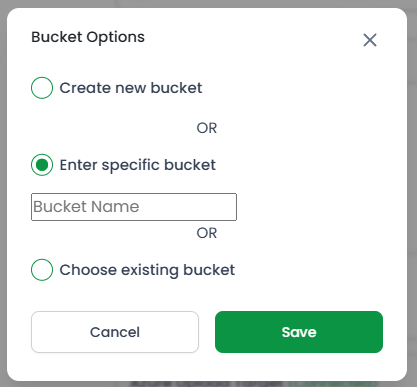 Bucket Options
Create new bucket
OR
Enter specific bucket
Bucket Name
OR
Choose existing bucket
Cancel
Save